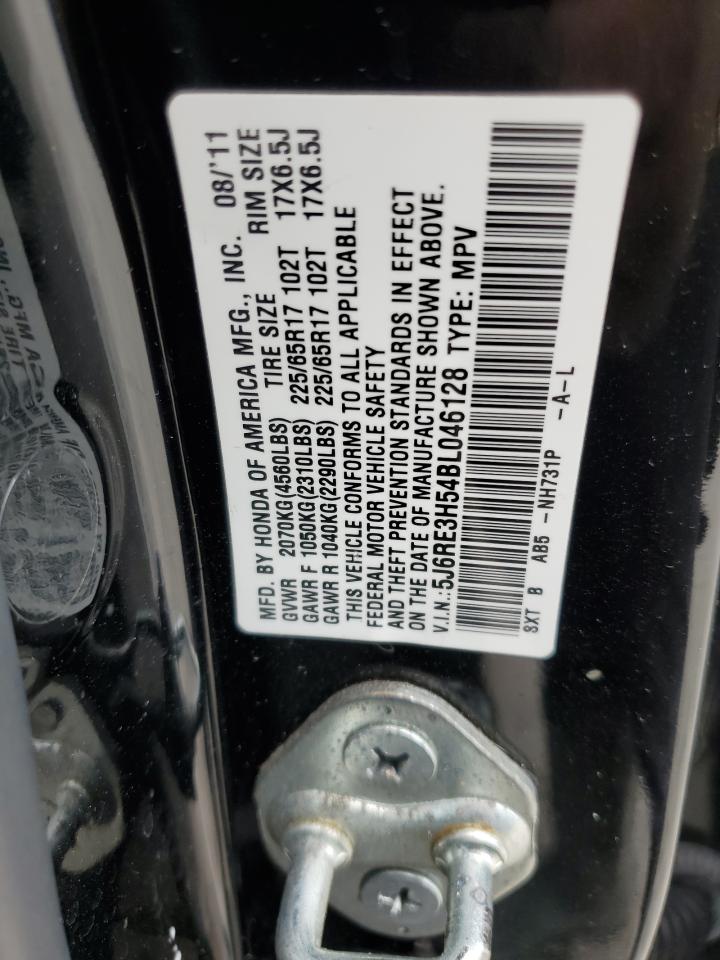 MFD. BY HONDA OF AMERICA MFG., INC. 08/'11
GVWR 2070KG(4560LBS) TIRE SIZE RIM SIZE
GAWR F 1050KG(2310LBS) 225/65R17 102T 17X6.5J
GAWR R 1040KG(2290LBS) 225/65R17 102T 17X6.5J
THIS VEHICLE CONFORMS TO ALL APPLICABLE
FEDERAL MOTOR VEHICLE SAFETY
AND THEFT PREVENTION STANDARDS IN EFFECT
ON THE DATE OF MANUFACTURE SHOWN ABOVE.
V.I.N.:5J6RE3H54BL046128 TYPE: MPV
SXT B AB5 -NH731P -A-L